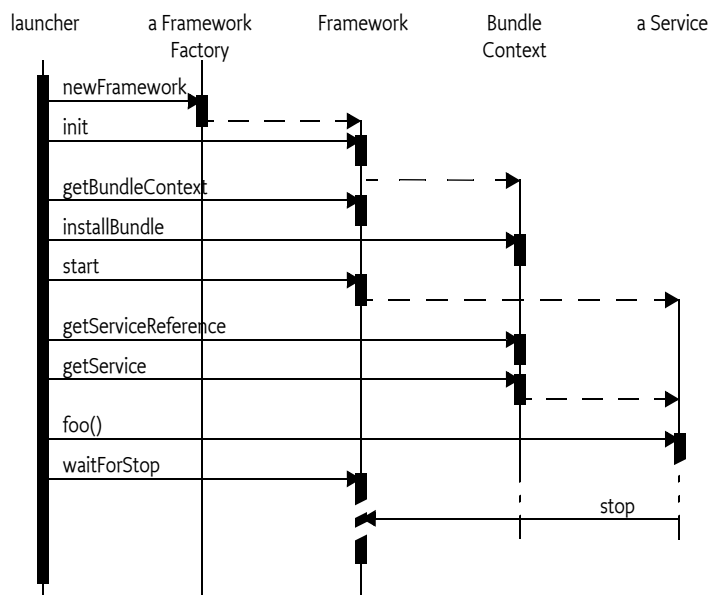 launcher
a Framework
Factory
Framework
Bundle
Context
a Service
newFramework
init
getBundleContext
installBundle
start
getServiceReference
getService
foo()
waitForStop
stop